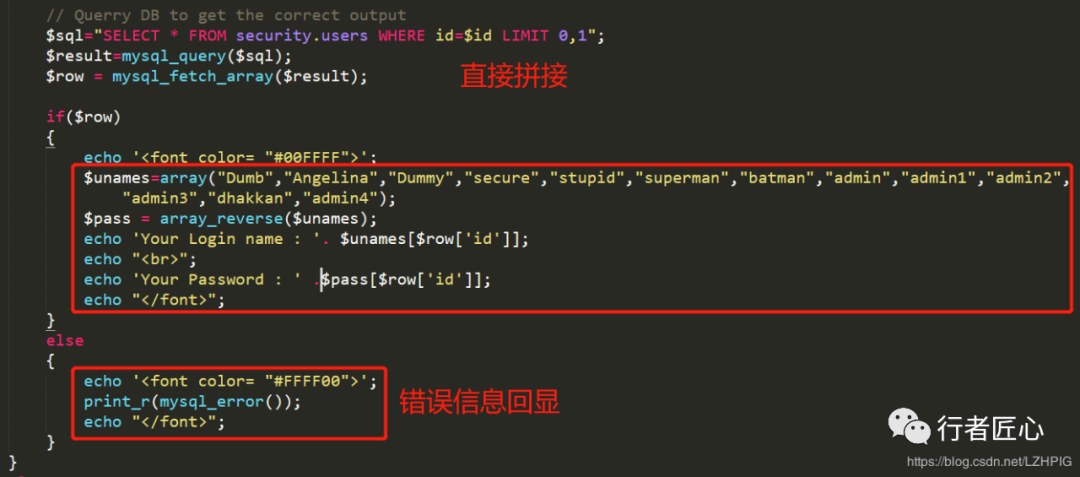 // Querry DB to get the correct output
$sql="SELECT * FROM security.users WHERE id=$id LIMIT 0,1";
$result=mysql_query($sql);
$row = mysql_fetch_array($result);
直接拼接
if($row)
{
echo '<font color= "#00FFFF">';
$unames=array("Dumb","Angelina","Dummy","secure","stupid","superman","batman","admin","admin1","admin2",
"admin3","dhakkan","admin4");
$pass = array_reverse($unames);
echo 'Your Login name : '. $unames[$row['id']];
echo "<br>";
echo 'Your Password : ' .$pass[$row['id']];
echo "</font>";
}
else
{
echo '<font color= "#FFFF00">';
print_r(mysql_error());
echo "</font>";
错误信息回显
}
}
行者匠心
https://blog.csdn.net/LZHPIG